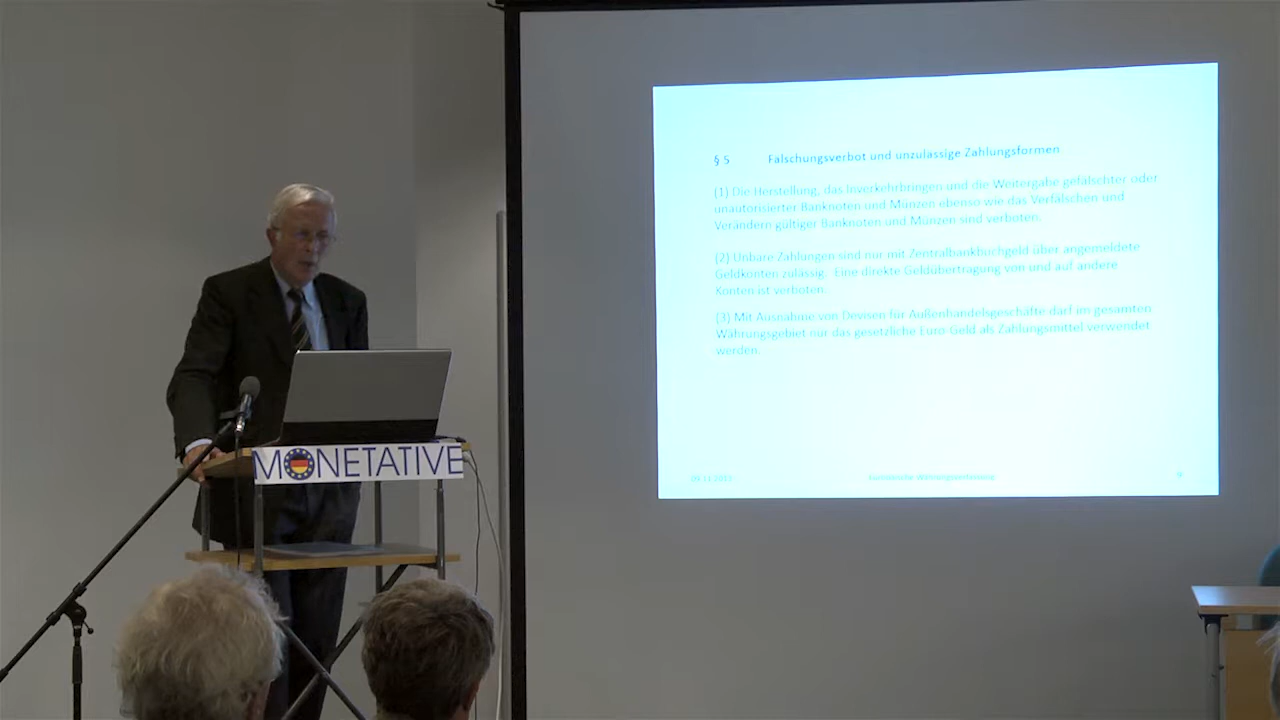 § 5 Fälschungsverbot und unzulässige Zahlungsformen
(1) Die Herstellung, das Inverkehrbringen und die Weitergabe gefälschter oder
unautorisierter Banknoten und Münzen ebenso wie das Verfälschen und
Verändern gültiger Banknoten und Münzen sind verboten.
(2) Unbare Zahlungen sind nur mit Zentralbankbuchgeld über angemeldete
Geldkonten zulässig. Eine direkte Geldübertragung von und auf andere
Konten ist verboten.
(3) Mit Ausnahme von Devisen für Außenhandelsgeschäfte darf im gesamten
Währungsgebiet nur das gesetzliche Euro-Geld als Zahlungsmittel verwendet
werden.
MONETATIVE